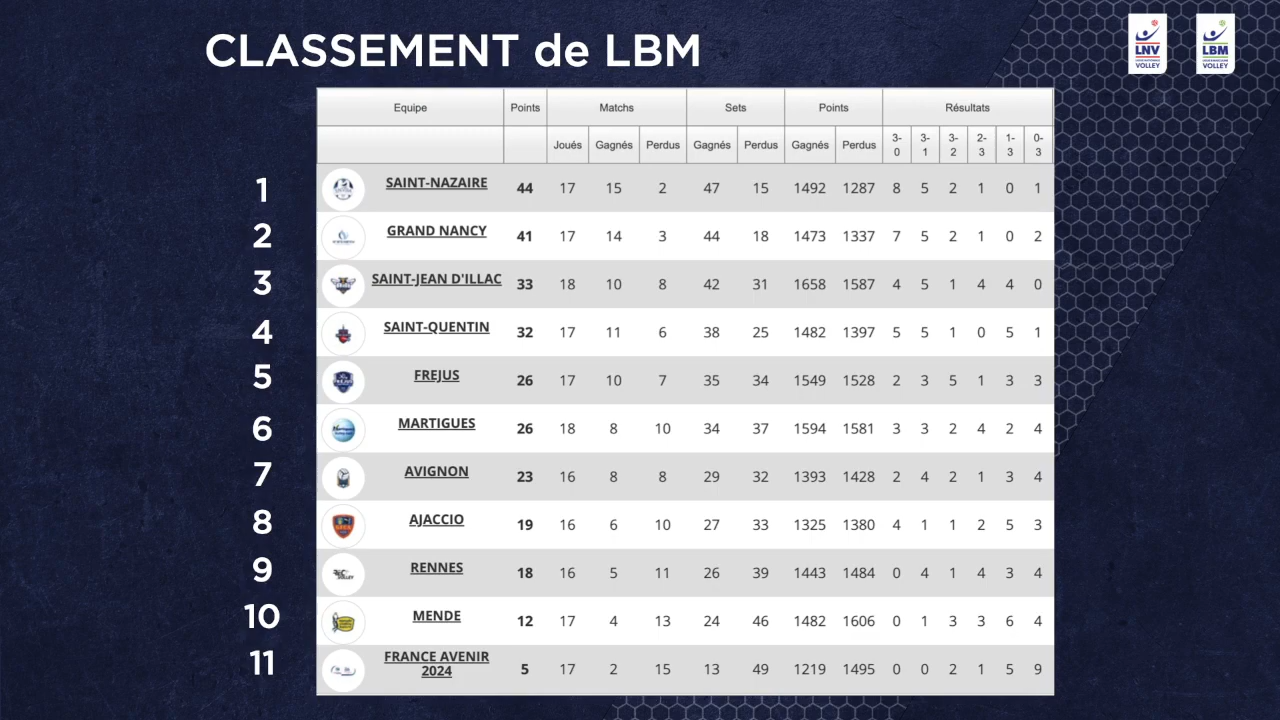 CLASSEMENT de LBM
LNV
VOLLEY
LBM
VOLLEY
Equipe Points Matchs Sets Points Résultats
Joués Gagnés Perdus Gagnés Perdus Gagnés Perdus 3-0 3-1 3-2 2-3 1-3 0-3
1 SAINT-NAZAIRE 44 17 15 2 47 15 1492 1287 8 5 2 1 0 1
2 GRAND NANCY 41 17 14 3 44 18 1473 1337 7 5 2 1 0 2
3 SAINT-JEAN D'ILLAC 33 18 10 8 42 31 1658 1587 4 5 1 4 4 0
4 SAINT-QUENTIN 32 17 11 6 38 25 1482 1397 5 5 1 0 5 1
5 FREJUS 26 17 10 7 35 34 1549 1528 2 3 5 1 3 3
6 MARTIGUES 26 18 8 10 34 37 1594 1581 3 3 2 4 2 4
7 AVIGNON 23 16 8 8 29 32 1393 1428 2 4 2 1 3 4
8 AJACCIO 19 16 6 10 27 33 1325 1380 4 1 1 2 5 3
9 RENNES 18 16 5 11 26 39 1443 1484 0 4 1 4 3 4
10 MENDE 12 17 4 13 24 46 1482 1606 0 1 3 3 6 4
11 FRANCE AVENIR
2024 5 17 2 15 13 49 1219 1495 0 0 2 1 5 9